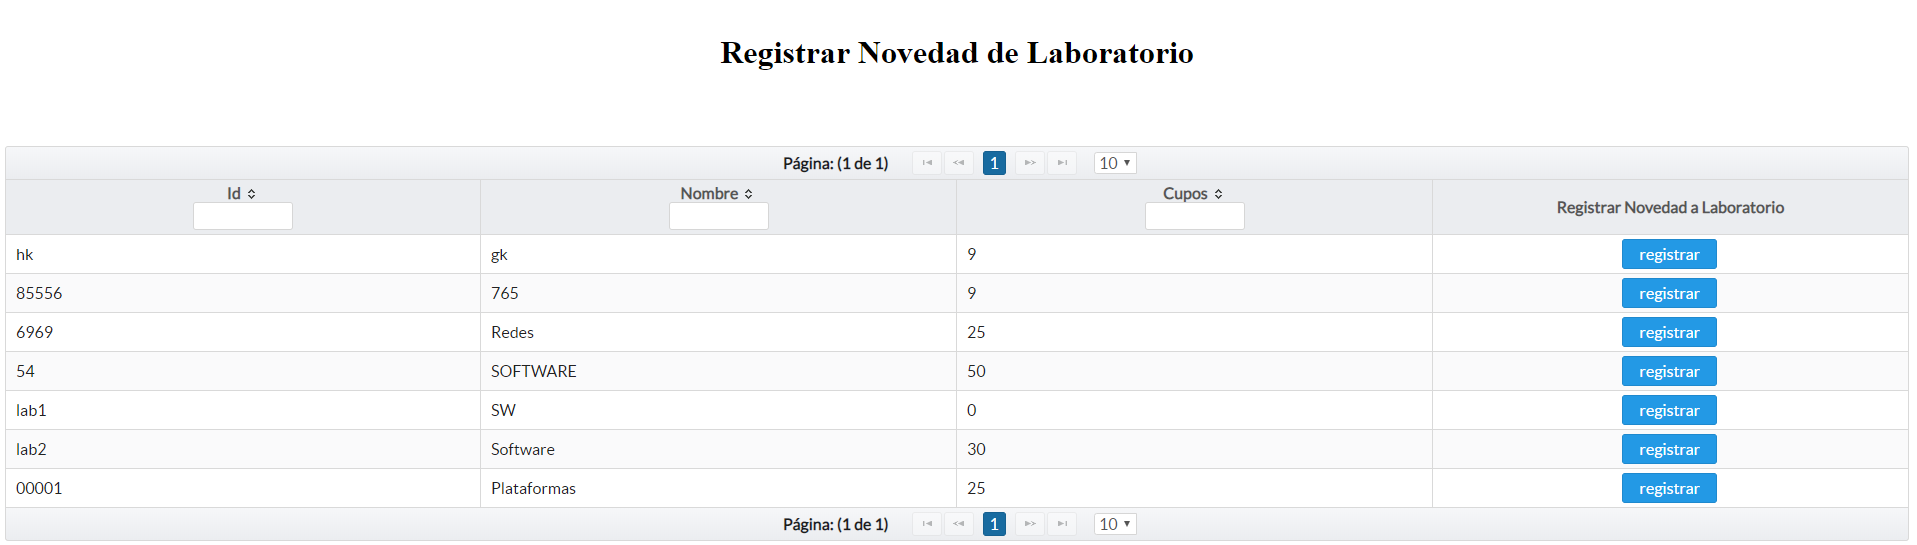 Registrar Novedad de Laboratorio
Página: (1 de 1) 1 10
Id Nombre Cupos Registrar Novedad a Laboratorio
hk gk 9 registrar
85556 765 9 registrar
6969 Redes 25 registrar
54 SOFTWARE 50 registrar
lab1 SW 0 registrar
lab2 Software 30 registrar
00001 Plataformas 25 registrar
Página: (1 de 1) 1 10